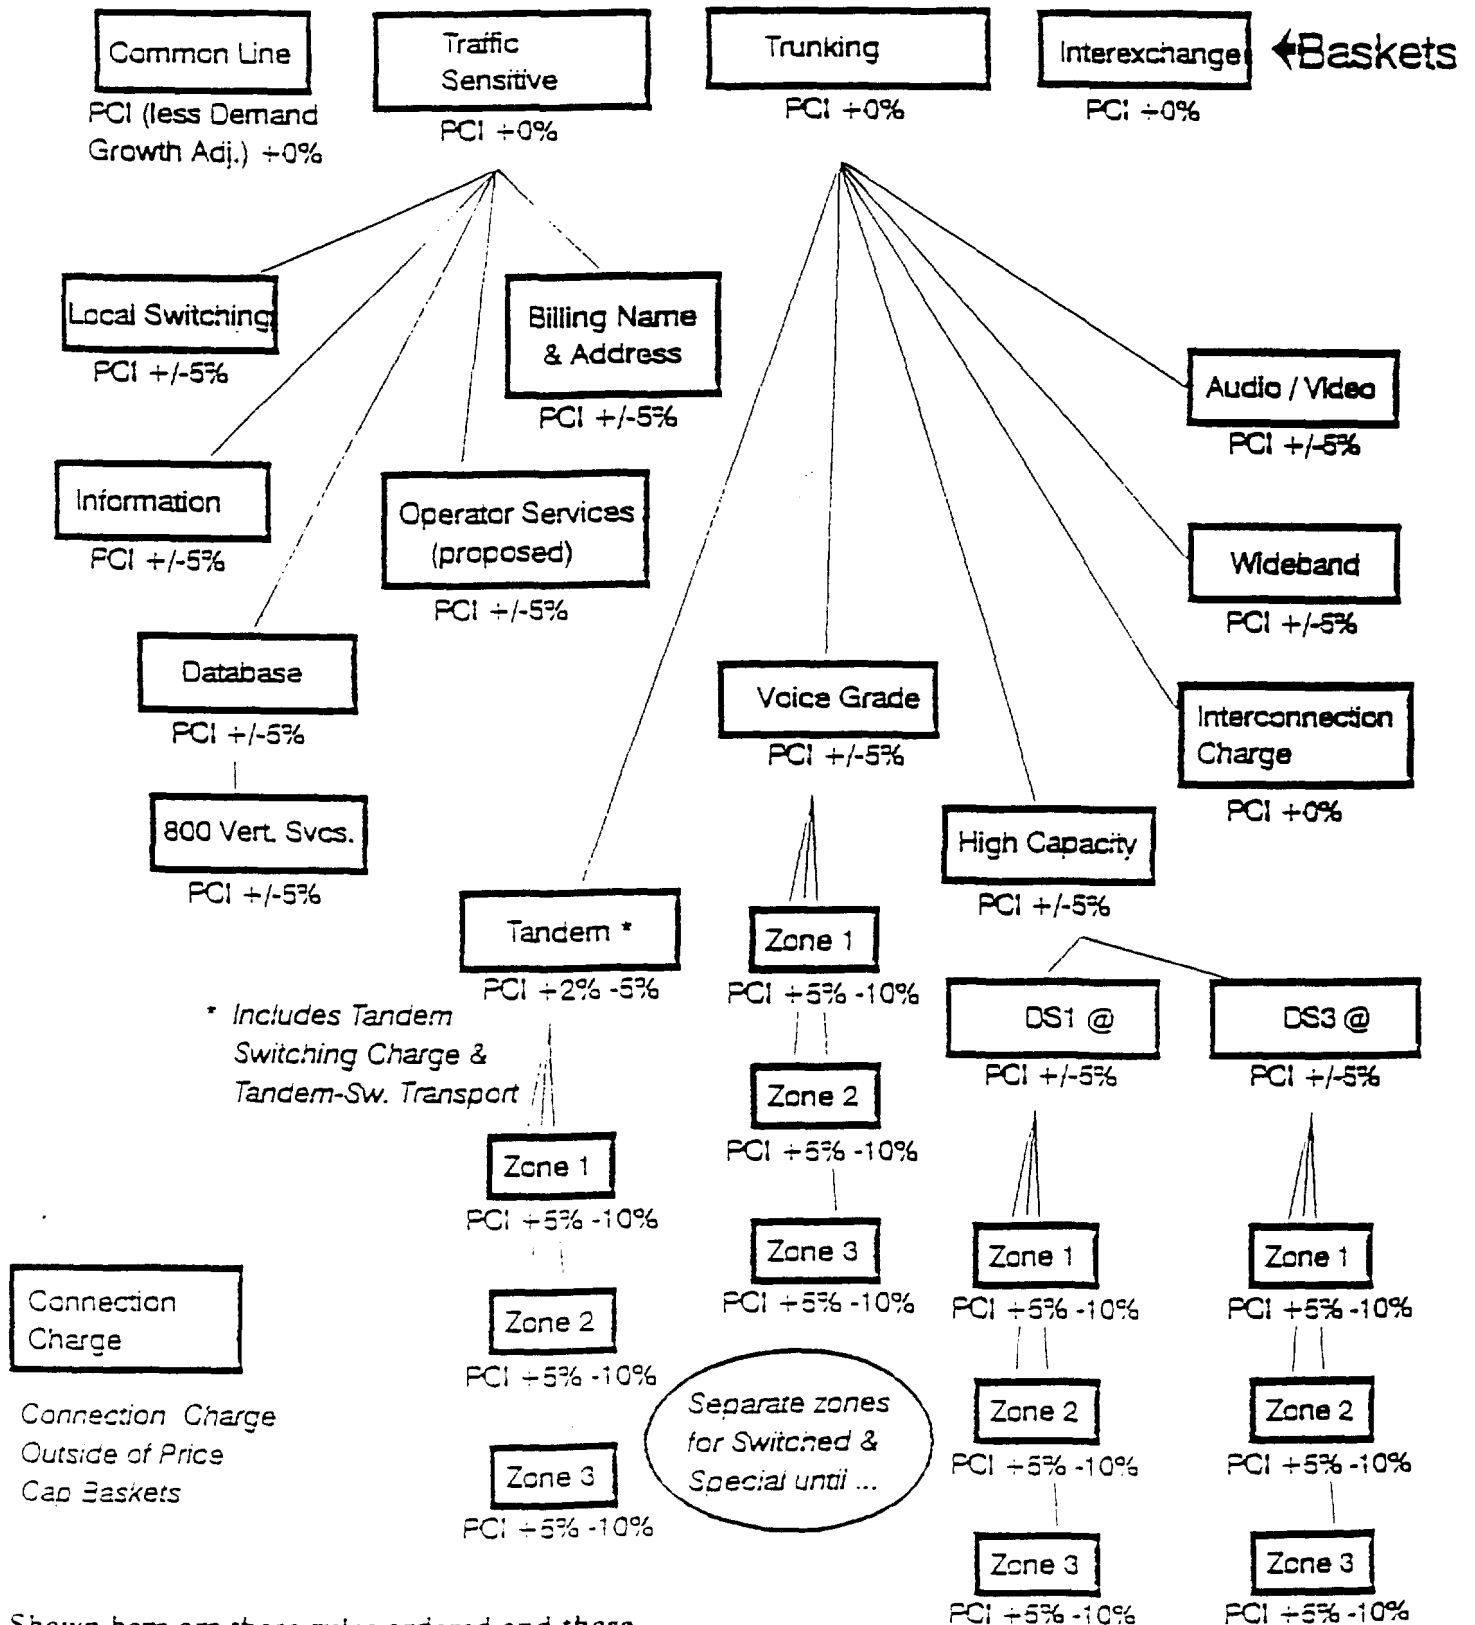 Common Line
Traffic
Sensitive
Trunking
Interexchange
←Baskets
PCI (less Demand
Growth Adj.) +0%
PCI +0%
PCI +0%
PCI +0%
Local Switching
PCI +/-5%
Billing Name
& Address
PCI +/-5%
Audio / Video
PCI +/-5%
Information
PCI +/-5%
Operator Services
(proposed)
PCI +/-5%
Wideband
PCI +/-5%
Database
PCI +/-5%
Voice Grade
PCI +/-5%
Interconnection
Charge
PCI +0%
800 Vert. Svcs.
PCI +/-5%
High Capacity
PCI +/-5%
Tandem *
PCI +2% -5%
Zone 1
PCI +5% -10%
DS1 @
PCI +/-5%
DS3 @
PCI +/-5%
* Includes Tandem
Switching Charge &
Tandem-Sw. Transport
Zone 2
PCI +5% -10%
Zone 1
PCI +5% -10%
Zone 3
PCI +5% -10%
Zone 1
PCI +5% -10%
Zone 1
PCI +5% -10%
Connection
Charge
Connection Charge
Outside of Price
Cap Baskets
Zone 2
PCI +5% -10%
Separate zones
for Switched &
Special until ...
Zone 2
PCI +5% -10%
Zone 2
PCI +5% -10%
Zone 3
PCI +5% -10%
Zone 3
PCI +5% -10%
Zone 3
PCI +5% -10%
Shown here are those rules ordered and those